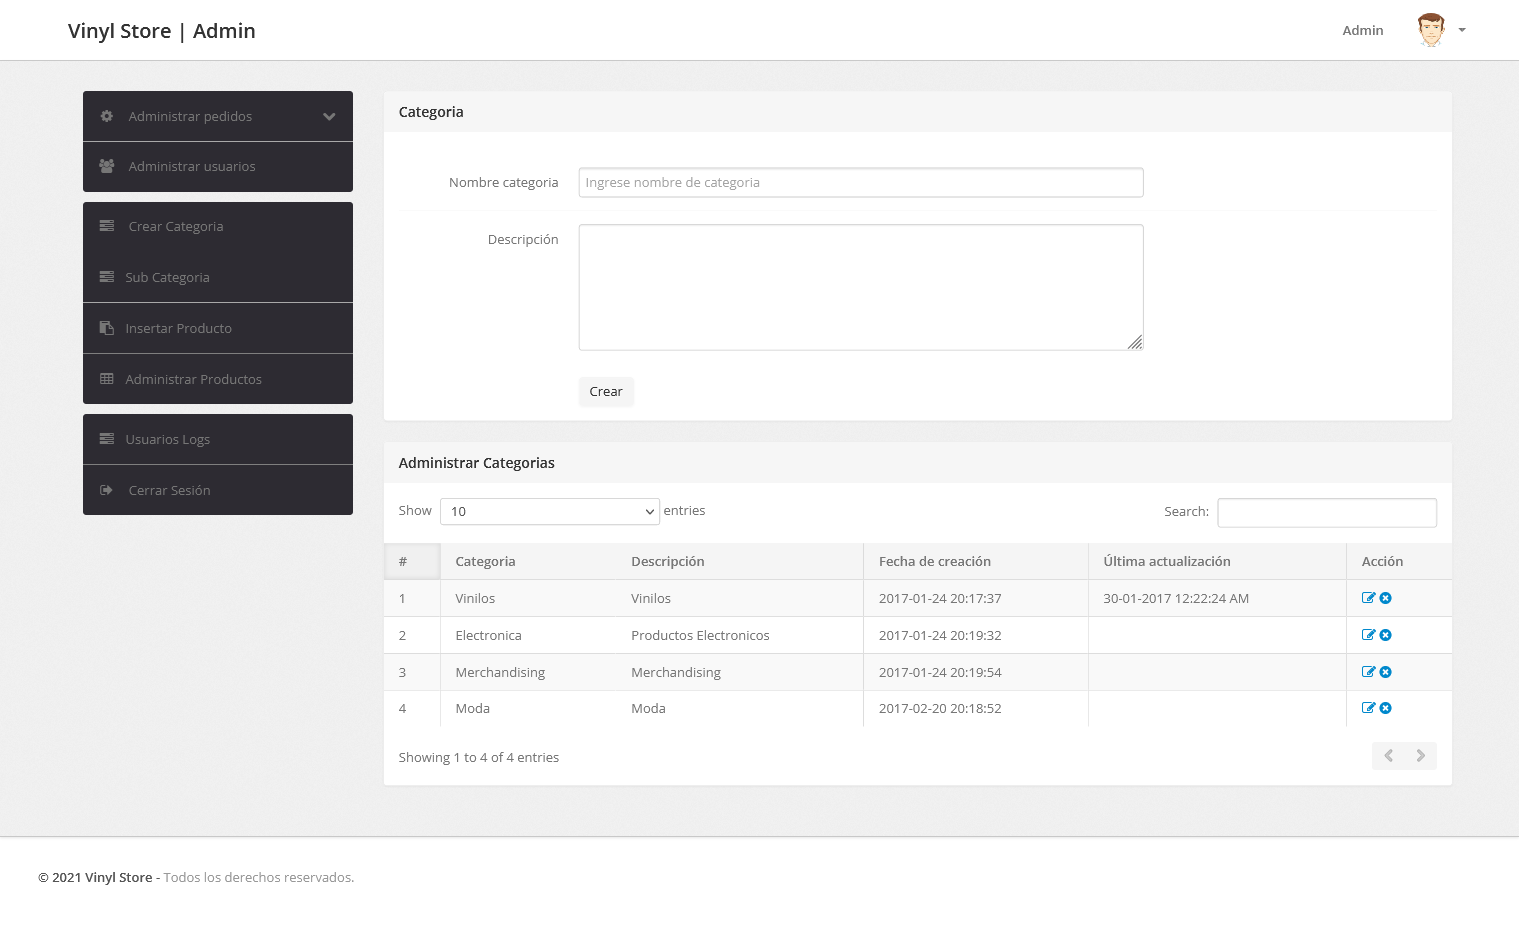 Vinyl Store | Admin
Admin
Administrar pedidos
Administrar usuarios
Crear Categoria
Sub Categoria
Insertar Producto
Administrar Productos
Usuarios Logs
Cerrar Sesión
Categoria
Nombre categoria
Ingrese nombre de categoria
Descripción
Crear
Administrar Categorias
Show 10 entries
Search:
# Categoria Descripción Fecha de creación Última actualización Acción
1 Vinilos Vinilos 2017-01-24 20:17:37 30-01-2017 12:22:24 AM
2 Electronica Productos Electronicos 2017-01-24 20:19:32
3 Merchandising Merchandising 2017-01-24 20:19:54
4 Moda Moda 2017-02-20 20:18:52
Showing 1 to 4 of 4 entries
© 2021 Vinyl Store - Todos los derechos reservados.